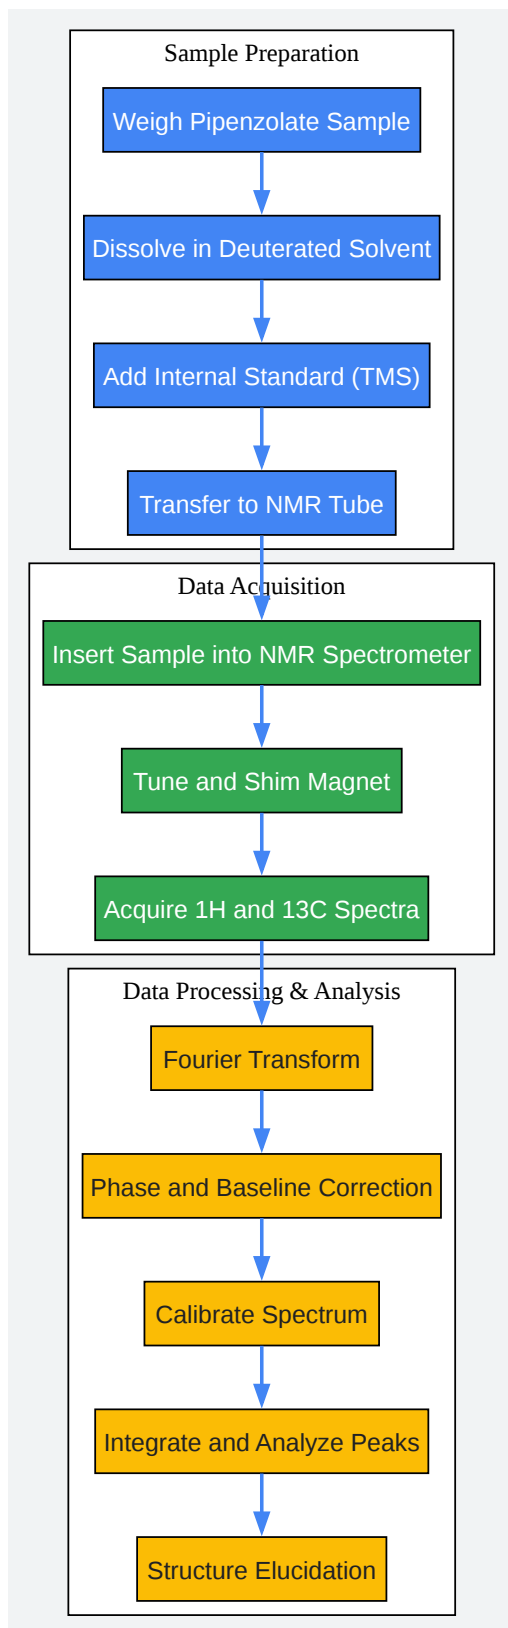 Sample Preparation
Weigh Pipenzolate Sample
Dissolve in Deuterated Solvent
Add Internal Standard (TMS)
Transfer to NMR Tube
Data Acquisition
Insert Sample into NMR Spectrometer
Tune and Shim Magnet
Acquire 1H and 13C Spectra
Data Processing & Analysis
Fourier Transform
Phase and Baseline Correction
Calibrate Spectrum
Integrate and Analyze Peaks
Structure Elucidation